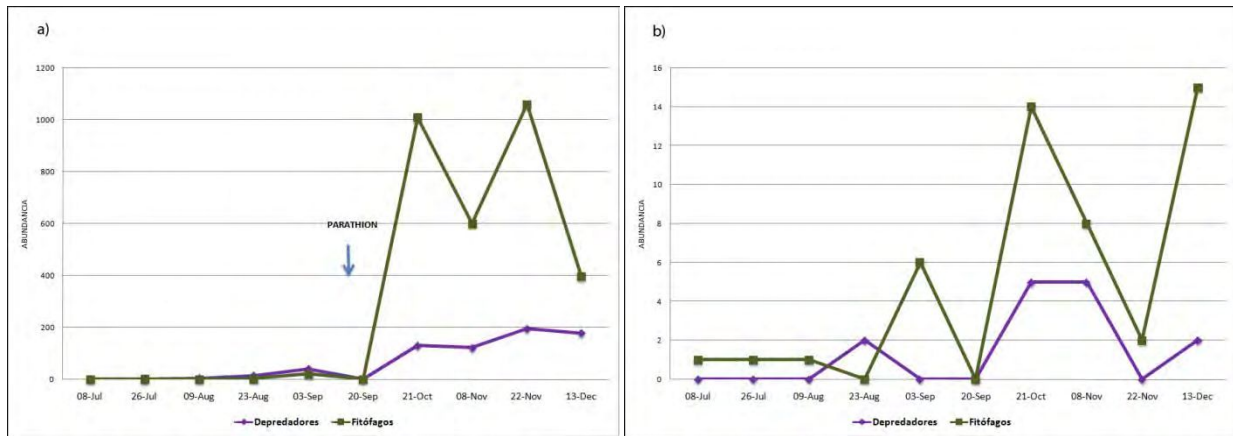 a)
1200
1000
800
600
400
200
0
ABUNDANCIA
PARATHION
08-Jul 26-Jul 09-Aug 23-Aug 03-Sep 20-Sep 21-Oct 08-Nov 22-Nov 13-Dec
Depredadores Fitófagos
b)
16
14
12
10
8
6
4
2
0
ABUNDANCIA
08-Jul 26-Jul 09-Aug 23-Aug 03-Sep 20-Sep 21-Oct 08-Nov 22-Nov 13-Dec
Depredadores Fitófagos